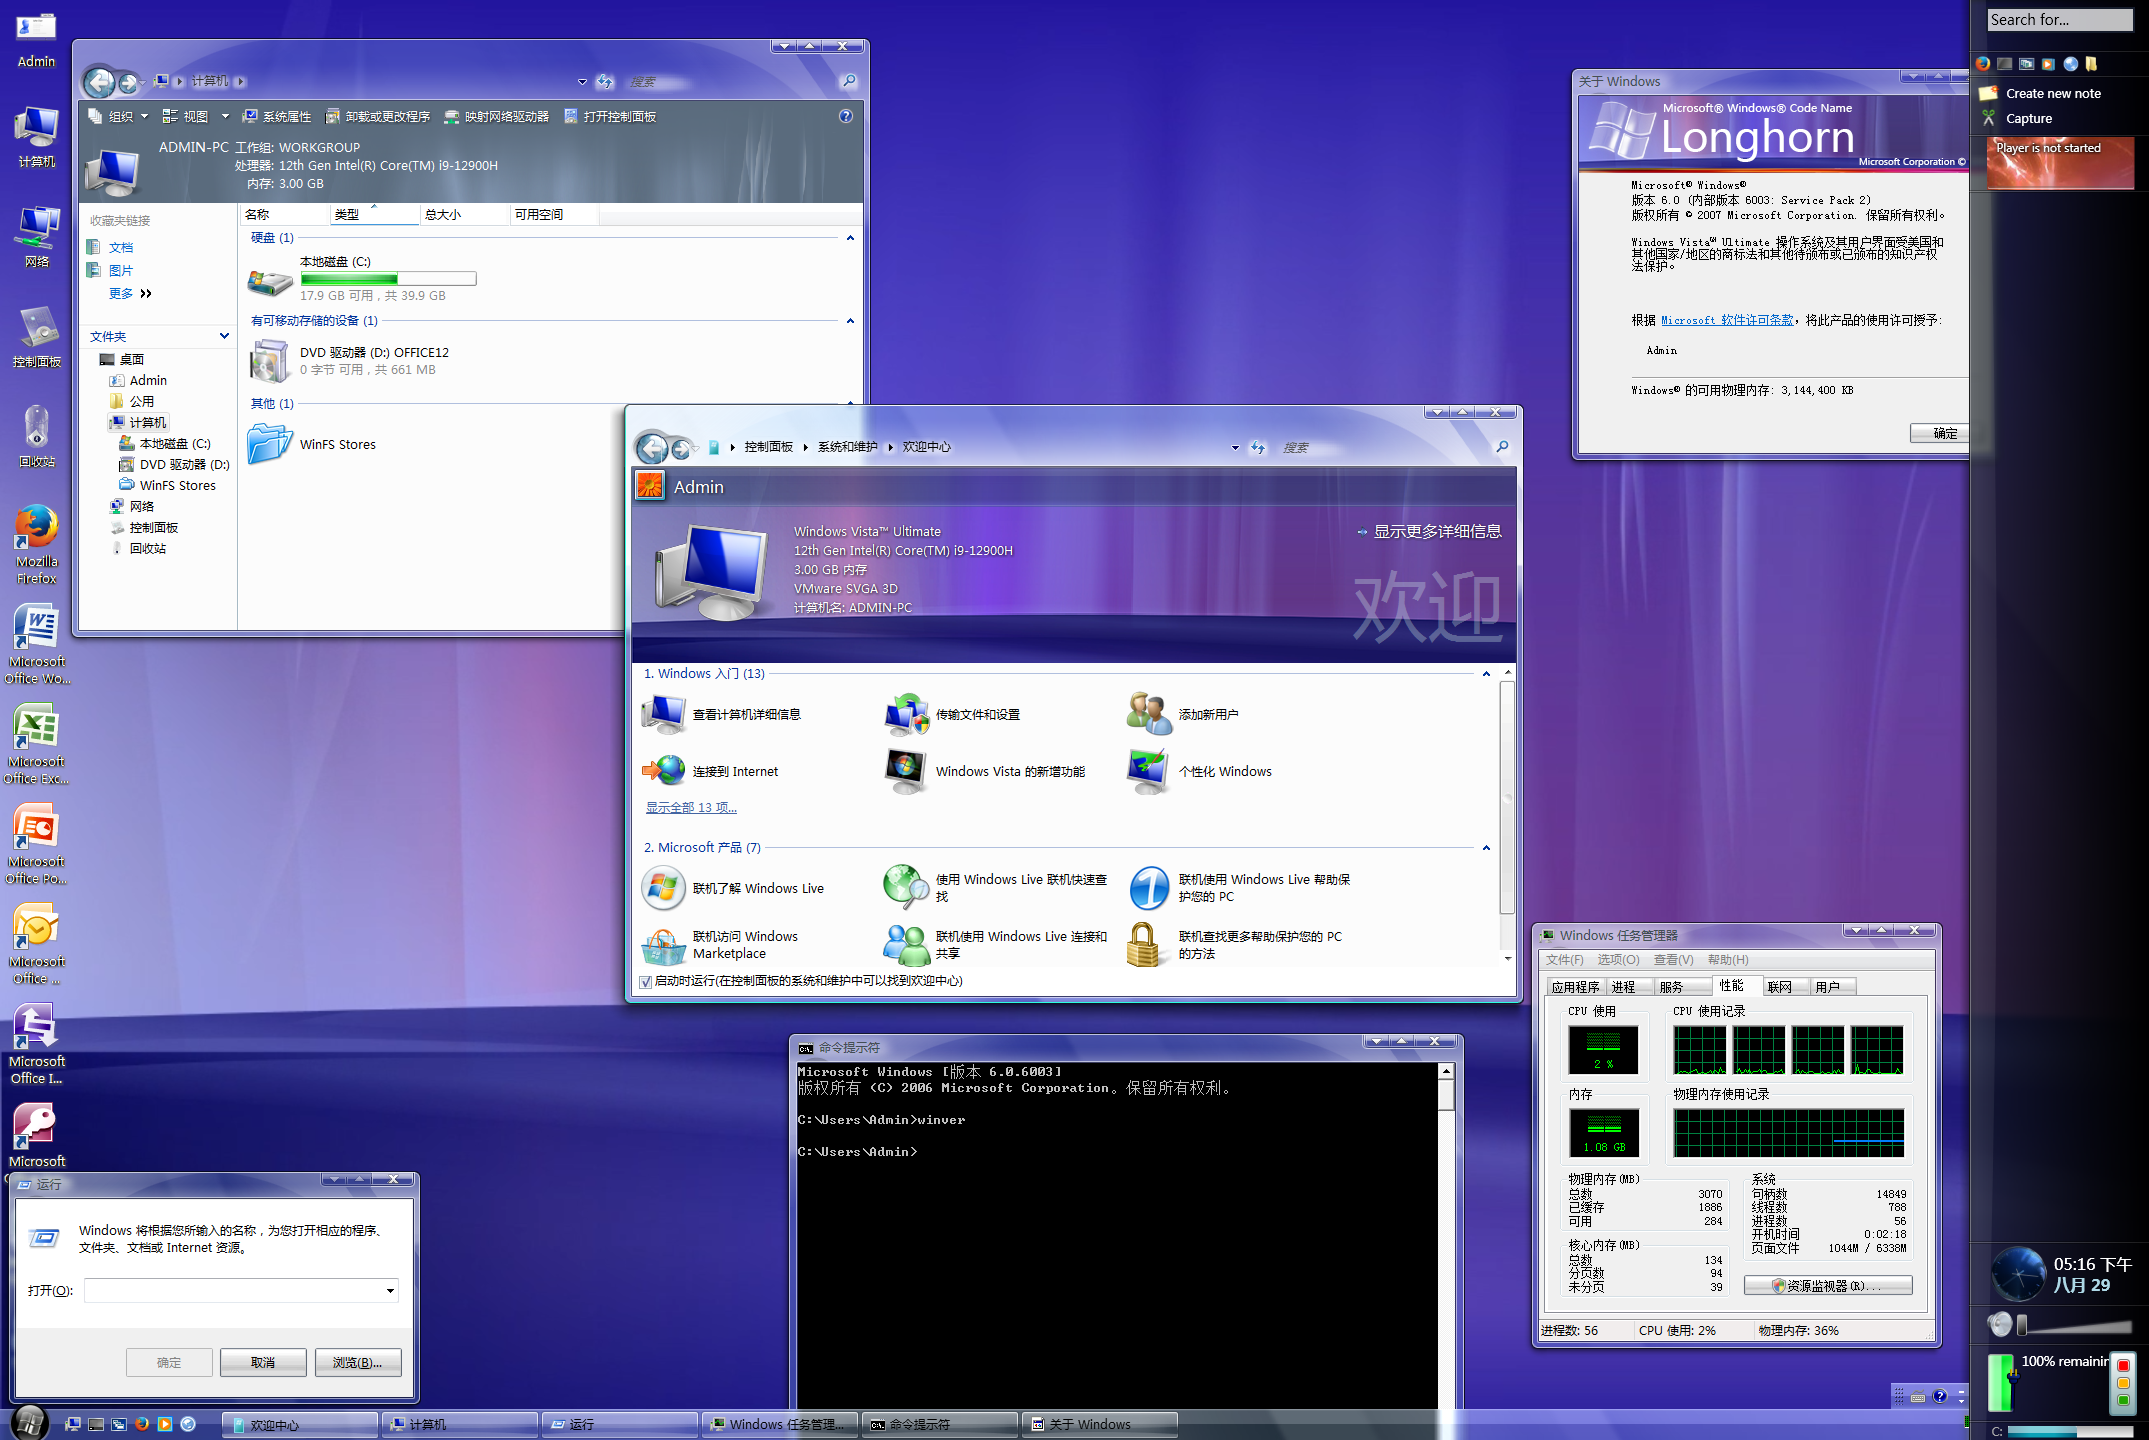 Admin
计算机
网络
控制面板
回收站
Mozilla
Firefox
Microsoft
Office Wo...
Microsoft
Office Exc...
Microsoft
Office Po...
Microsoft
Office ...
Microsoft
Office I...
Microsoft
计算机
搜索
组织 视图 系统属性 卸载或更改程序 映射网络驱动器 打开控制面板
ADMIN-PC 工作组: WORKGROUP
处理器: 12th Gen Intel(R) Core(TM) i9-12900H
内存: 3.00 GB
收藏夹链接
文档
图片
更多
文件夹
桌面
Admin
公用
计算机
本地磁盘 (C:)
DVD 驱动器 (D:)
WinFS Stores
网络
控制面板
回收站
名称 类型 总大小 可用空间
硬盘 (1)
本地磁盘 (C:)
17.9 GB 可用，共 39.9 GB
有可移动存储的设备 (1)
DVD 驱动器 (D:) OFFICE12
0 字节 可用，共 661 MB
其他 (1)
WinFS Stores
控制面板 系统和维护 欢迎中心
搜索
Admin
Windows Vista™ Ultimate
12th Gen Intel(R) Core(TM) i9-12900H
3.00 GB 内存
VMware SVGA 3D
计算机名: ADMIN-PC
显示更多详细信息
欢迎
1. Windows 入门 (13)
查看计算机详细信息
传输文件和设置
添加新用户
连接到 Internet
Windows Vista 的新增功能
个性化 Windows
显示全部 13 项...
2. Microsoft 产品 (7)
联机了解 Windows Live
使用 Windows Live 联机快速查
找
联机使用 Windows Live 帮助保
护您的 PC
联机访问 Windows
Marketplace
联机使用 Windows Live 连接和
共享
联机查找更多帮助保护您的 PC
的方法
启动时运行(在控制面板的系统和维护中可以找到欢迎中心)
关于 Windows
Microsoft® Windows® Code Name
Longhorn
Microsoft Corporation ©
Microsoft® Windows®
版本 6.0 (内部版本 6003: Service Pack 2)
版权所有 © 2007 Microsoft Corporation. 保留所有权利。
Windows Vista™ Ultimate 操作系统及其用户界面受美国和
其他国家/地区的商标法和其他待颁布或已颁布的知识产权
法保护。
根据 Microsoft 软件许可条款，将此产品的使用许可授予:
Admin
Windows® 的可用物理内存: 3,144,400 KB
确定
Search for...
Create new note
Capture
Player is not started
Windows 任务管理器
文件(F) 选项(O) 查看(V) 帮助(H)
应用程序 进程 服务 性能 联网 用户
CPU 使用
2 %
CPU 使用记录
内存
1.08 GB
物理内存使用记录
物理内存(MB)
总数 3070
已缓存 1886
可用 284
核心内存(MB)
总数 134
分页数 94
未分页 39
系统
句柄数 14849
线程数 788
进程数 56
开机时间 0:02:18
页面文件 1044M / 6338M
资源监视器(R)...
进程数: 56 CPU 使用: 2% 物理内存: 36%
命令提示符
Microsoft Windows [版本 6.0.6003]
版权所有 (C) 2006 Microsoft Corporation。保留所有权利。
C:\Users\Admin>winver
C:\Users\Admin>
运行
Windows 将根据您所输入的名称，为您打开相应的程序、
文件夹、文档或 Internet 资源。
打开(O):
确定 取消 浏览(B)...
05:16 下午
八月 29
100% remainin
C:
欢迎中心 计算机 运行 Windows 任务管理... 命令提示符 关于 Windows